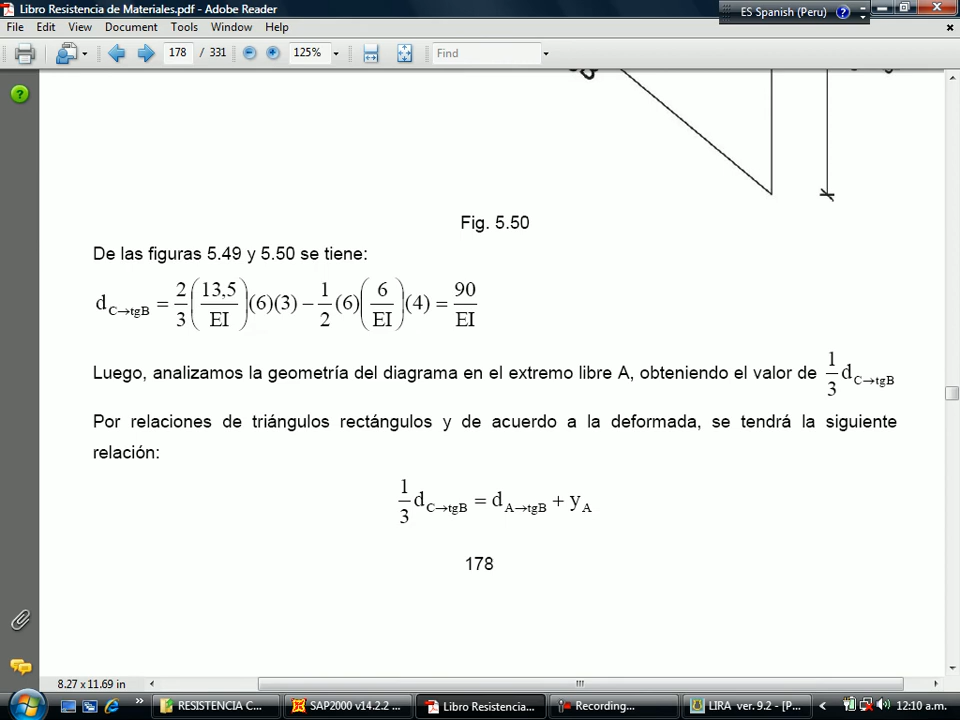 Libro Resistencia de Materiales.pdf - Adobe Reader
ES Spanish (Peru)
File Edit View Document Tools Window Help
178 / 331 125% Find
Fig. 5.50
De las figuras 5.49 y 5.50 se tiene:
d C→tgB = 2/3 (13,5/EI)(6)(3) − 1/2 (6)(6/EI)(4) = 90/EI
Luego, analizamos la geometría del diagrama en el extremo libre A, obteniendo el valor de 1/3 d C→tgB
Por relaciones de triángulos rectángulos y de acuerdo a la deformada, se tendrá la siguiente
relación:
1/3 d C→tgB = d A→tgB + y A
178
8.27 x 11.69 in
RESISTENCIA C... SAP2000 v14.2.2 ... Libro Resistencia... Recording... LIRA ver. 9.2 - [P... 12:10 a.m.